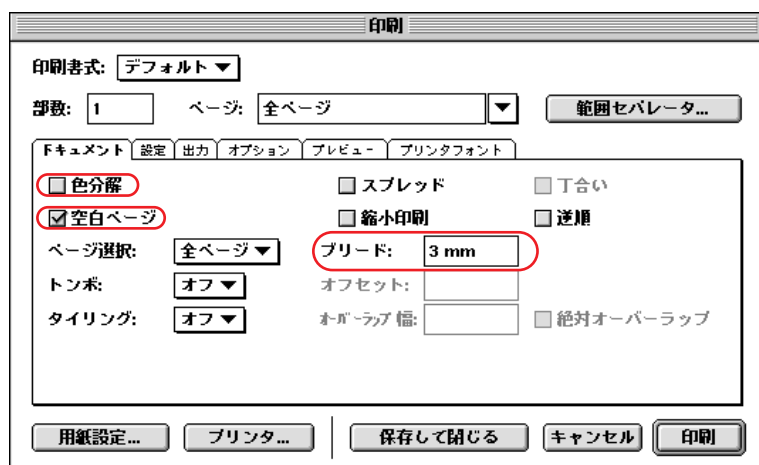 印刷
印刷書式: デフォルト
部数: 1 ページ: 全ページ 範囲セパレータ...
ドキュメント 設定 出力 オプション プレビュー プリンタフォント
色分解 スプレッド 丁合い
空白ページ 縮小印刷 逆順
ページ選択: 全ページ ブリード: 3 mm
トンボ: オフ オフセット:
タイリング: オフ オーバーラップ幅: 絶対オーバーラップ
用紙設定... プリンタ... 保存して閉じる キャンセル 印刷